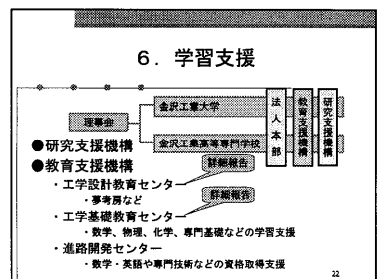 6．学習支援
理事会
金沢工業大学
金沢工業高等専門学校
法人本部
教育支援機構
研究支援機構
●研究支援機構
●教育支援機構
詳細報告
・工学設計教育センター
・夢考房など
詳細報告
・工学基礎教育センター
・数学、物理、化学、専門基礎などの学習支援
・進路開発センター
・数学・英語や専門技術などの資格取得支援
22